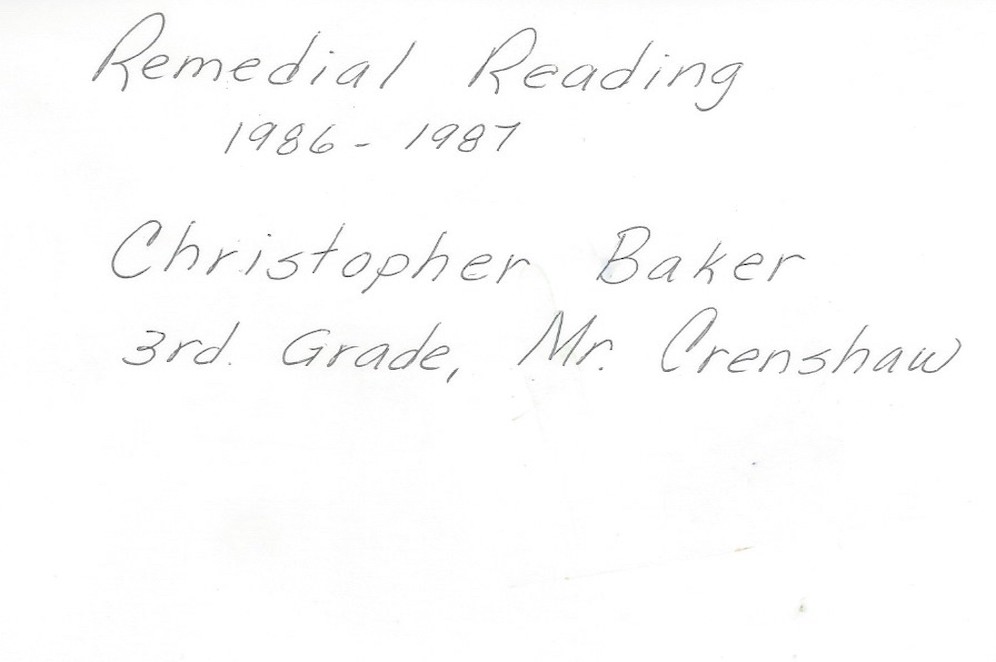 Remedial Reading
1986 - 1987
Christopher Baker
3rd. Grade, Mr. Crenshaw